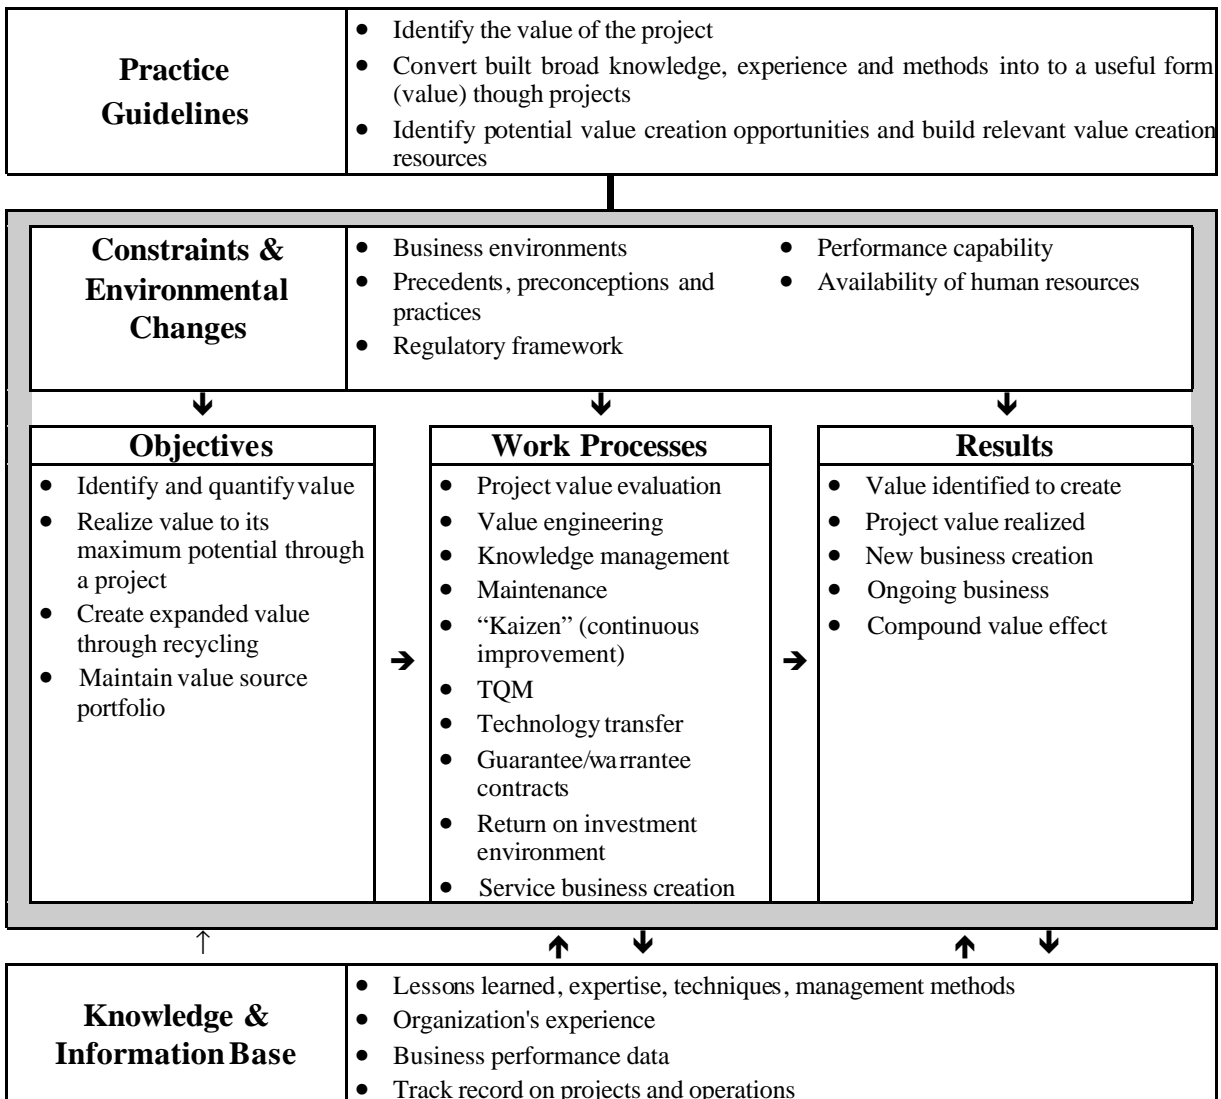 Practice
Guidelines
• Identify the value of the project
• Convert built broad knowledge, experience and methods into to a useful form
(value) though projects
• Identify potential value creation opportunities and build relevant value creation
resources
Constraints &
Environmental
Changes
• Business environments
• Precedents, preconceptions and
practices
• Regulatory framework
• Performance capability
• Availability of human resources
Objectives
• Identify and quantify value
• Realize value to its
maximum potential through
a project
• Create expanded value
through recycling
• Maintain value source
portfolio
Work Processes
• Project value evaluation
• Value engineering
• Knowledge management
• Maintenance
• “Kaizen” (continuous
improvement)
• TQM
• Technology transfer
• Guarantee/warrantee
contracts
• Return on investment
environment
• Service business creation
Results
• Value identified to create
• Project value realized
• New business creation
• Ongoing business
• Compound value effect
Knowledge &
Information Base
• Lessons learned, expertise, techniques, management methods
• Organization's experience
• Business performance data
• Track record on projects and operations